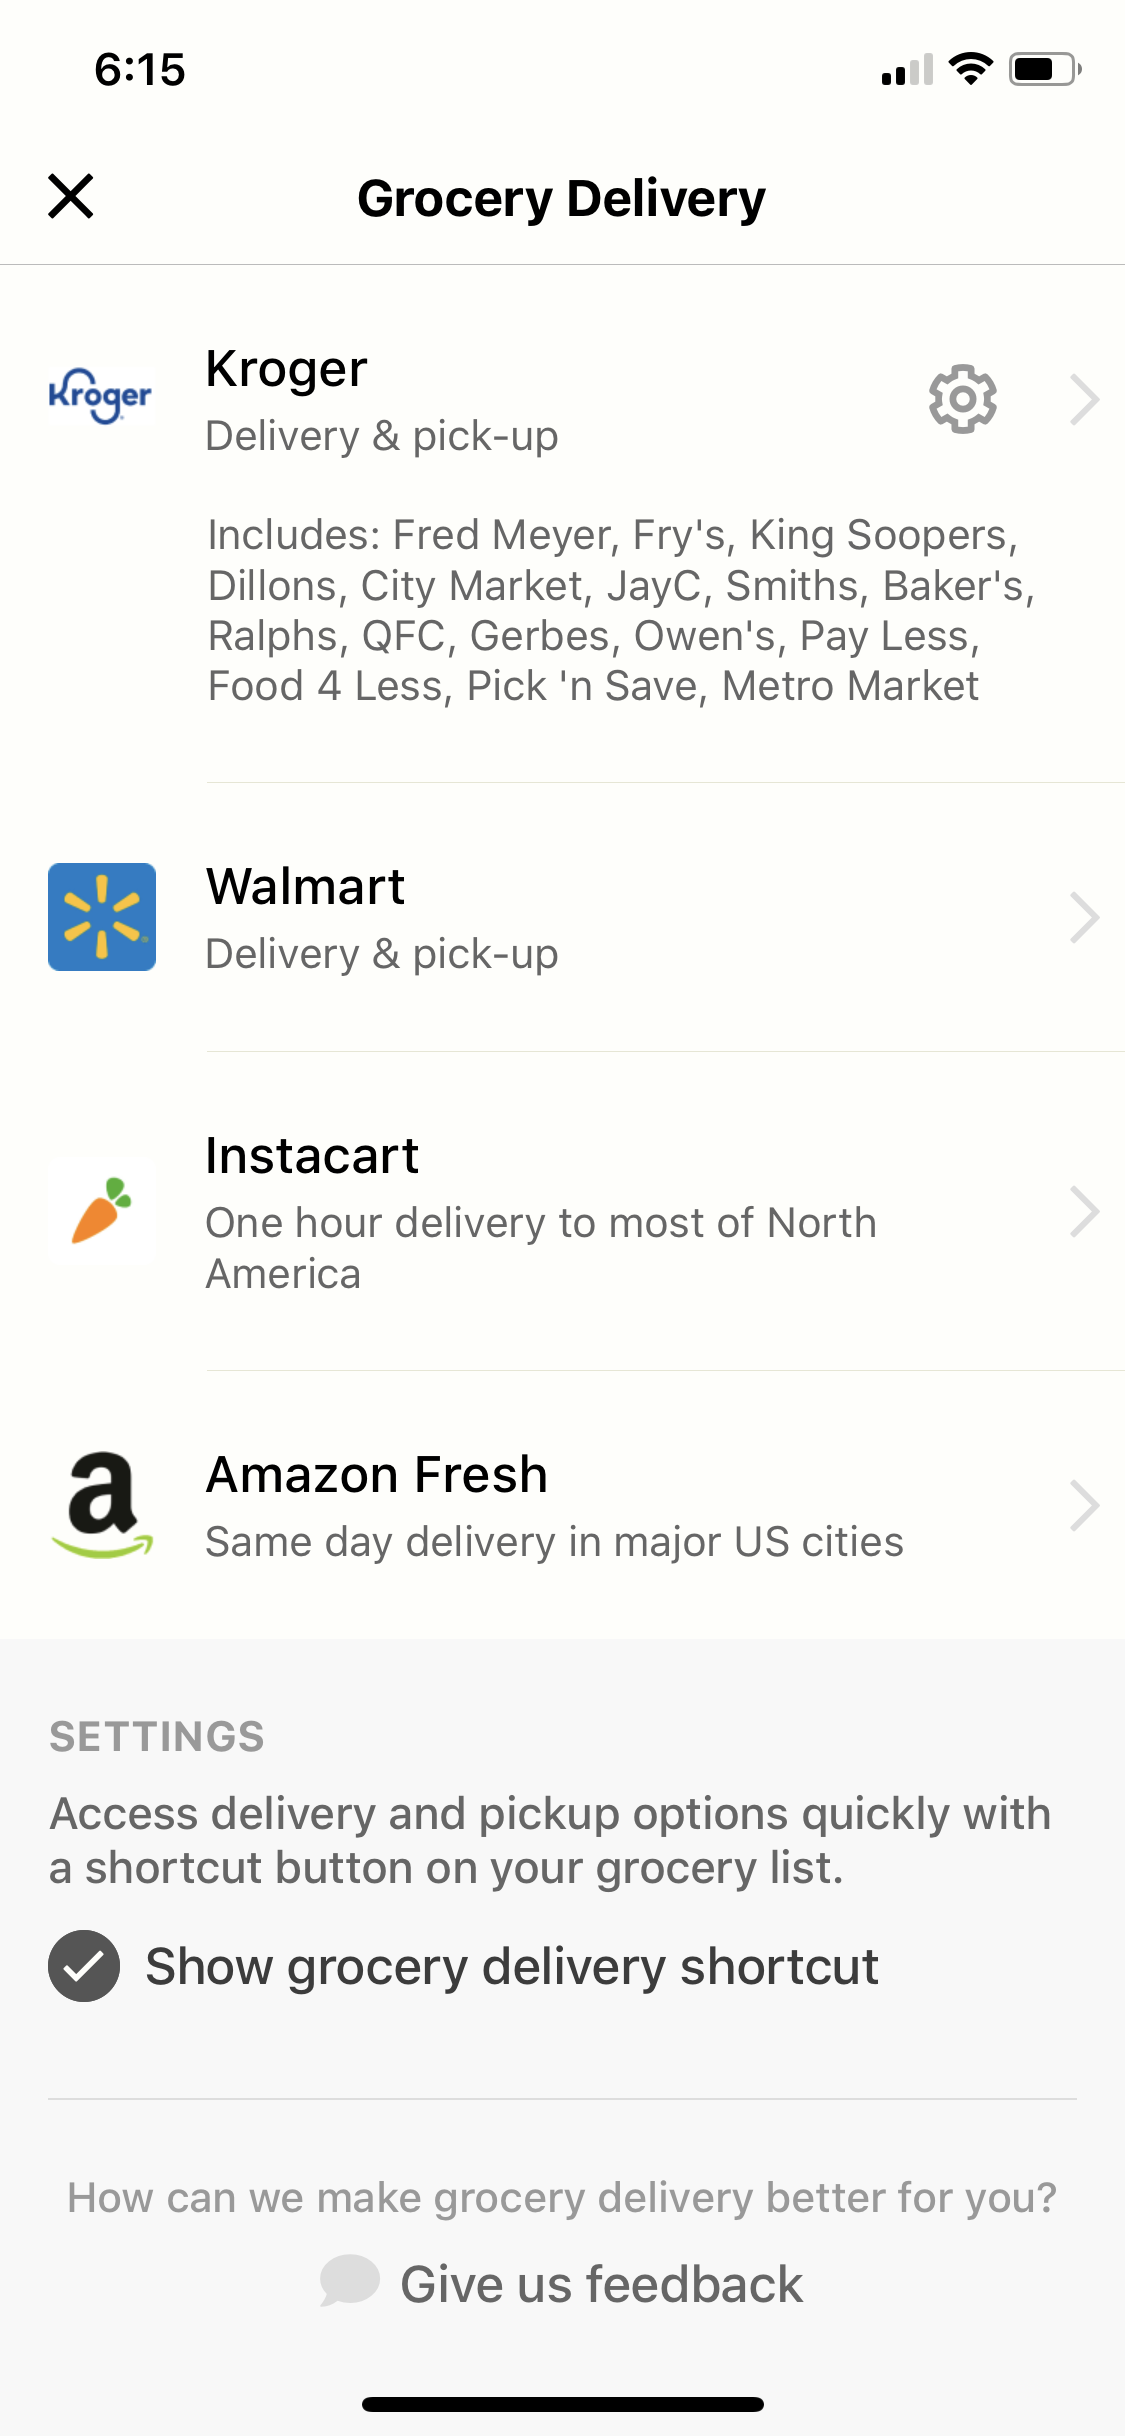 6:15
Grocery Delivery
Kroger
Kroger
Delivery & pick-up
Includes: Fred Meyer, Fry's, King Soopers,
Dillons, City Market, JayC, Smiths, Baker's,
Ralphs, QFC, Gerbes, Owen's, Pay Less,
Food 4 Less, Pick 'n Save, Metro Market
Walmart
Delivery & pick-up
Instacart
One hour delivery to most of North
America
a
Amazon Fresh
Same day delivery in major US cities
SETTINGS
Access delivery and pickup options quickly with
a shortcut button on your grocery list.
Show grocery delivery shortcut
How can we make grocery delivery better for you?
Give us feedback